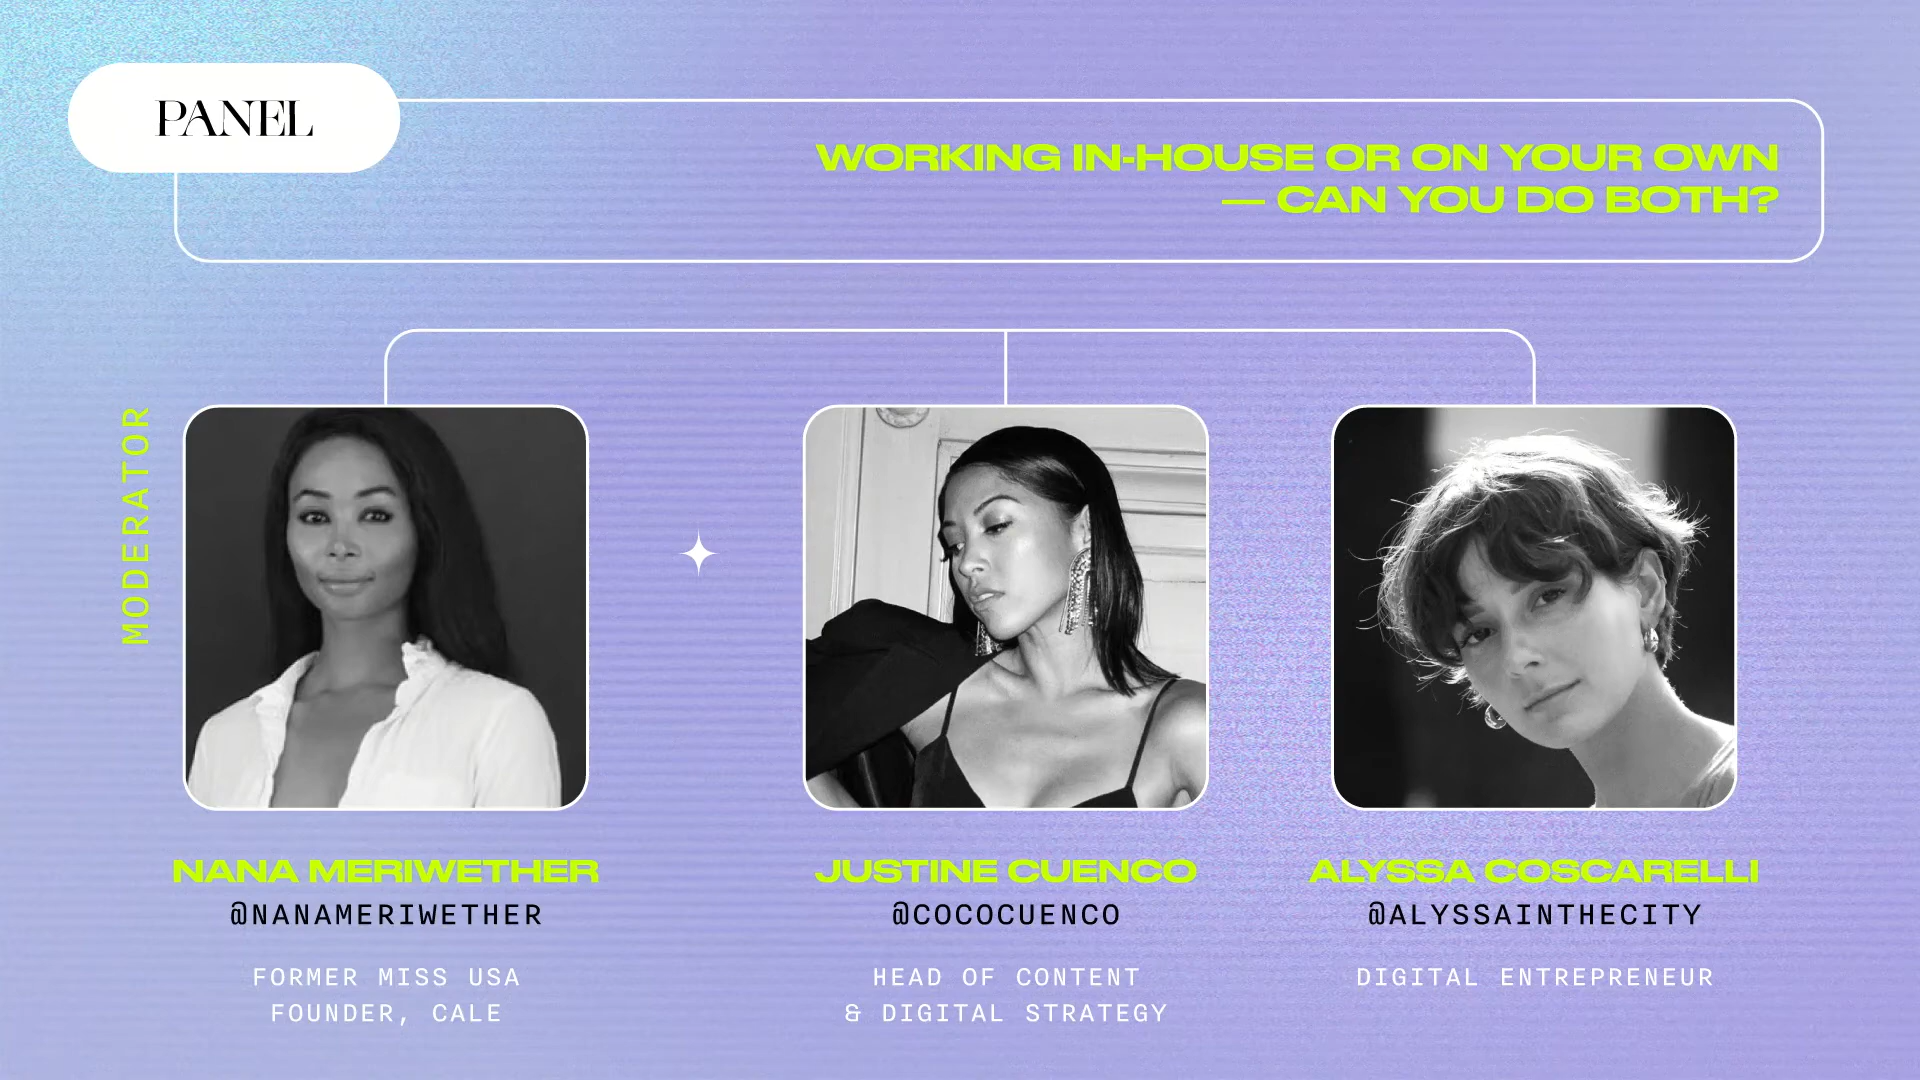 PANEL
WORKING IN-HOUSE OR ON YOUR OWN
— CAN YOU DO BOTH?
MODERATOR
NANA MERIWETHER
@NANAMERIWETHER
FORMER MISS USA
FOUNDER, CALE
JUSTINE CUENCO
@COCOCUENCO
HEAD OF CONTENT
& DIGITAL STRATEGY
ALYSSA COSCARELLI
@ALYSSAINTHECITY
DIGITAL ENTREPRENEUR